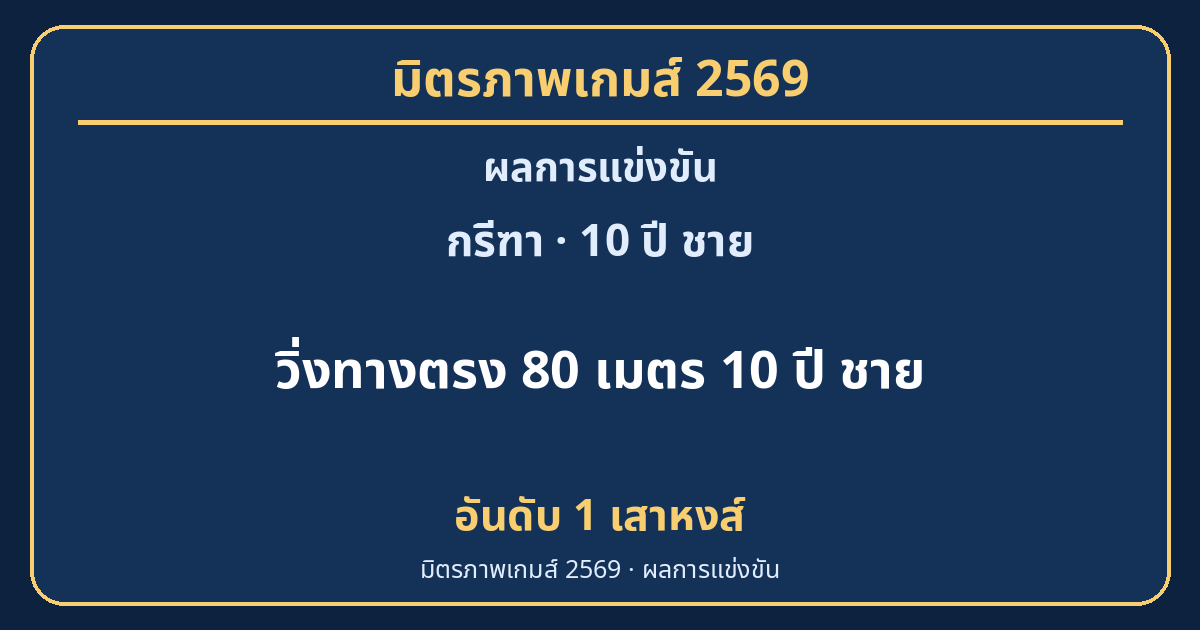 มิตรภาพเกมส์ 2569
ผลการแข่งขัน
กรีฑา · 10 ปี ชาย
วิ่งทางตรง 80 เมตร 10 ปี ชาย
อันดับ 1 เสาหงส์
มิตรภาพเกมส์ 2569 · ผลการแข่งขัน